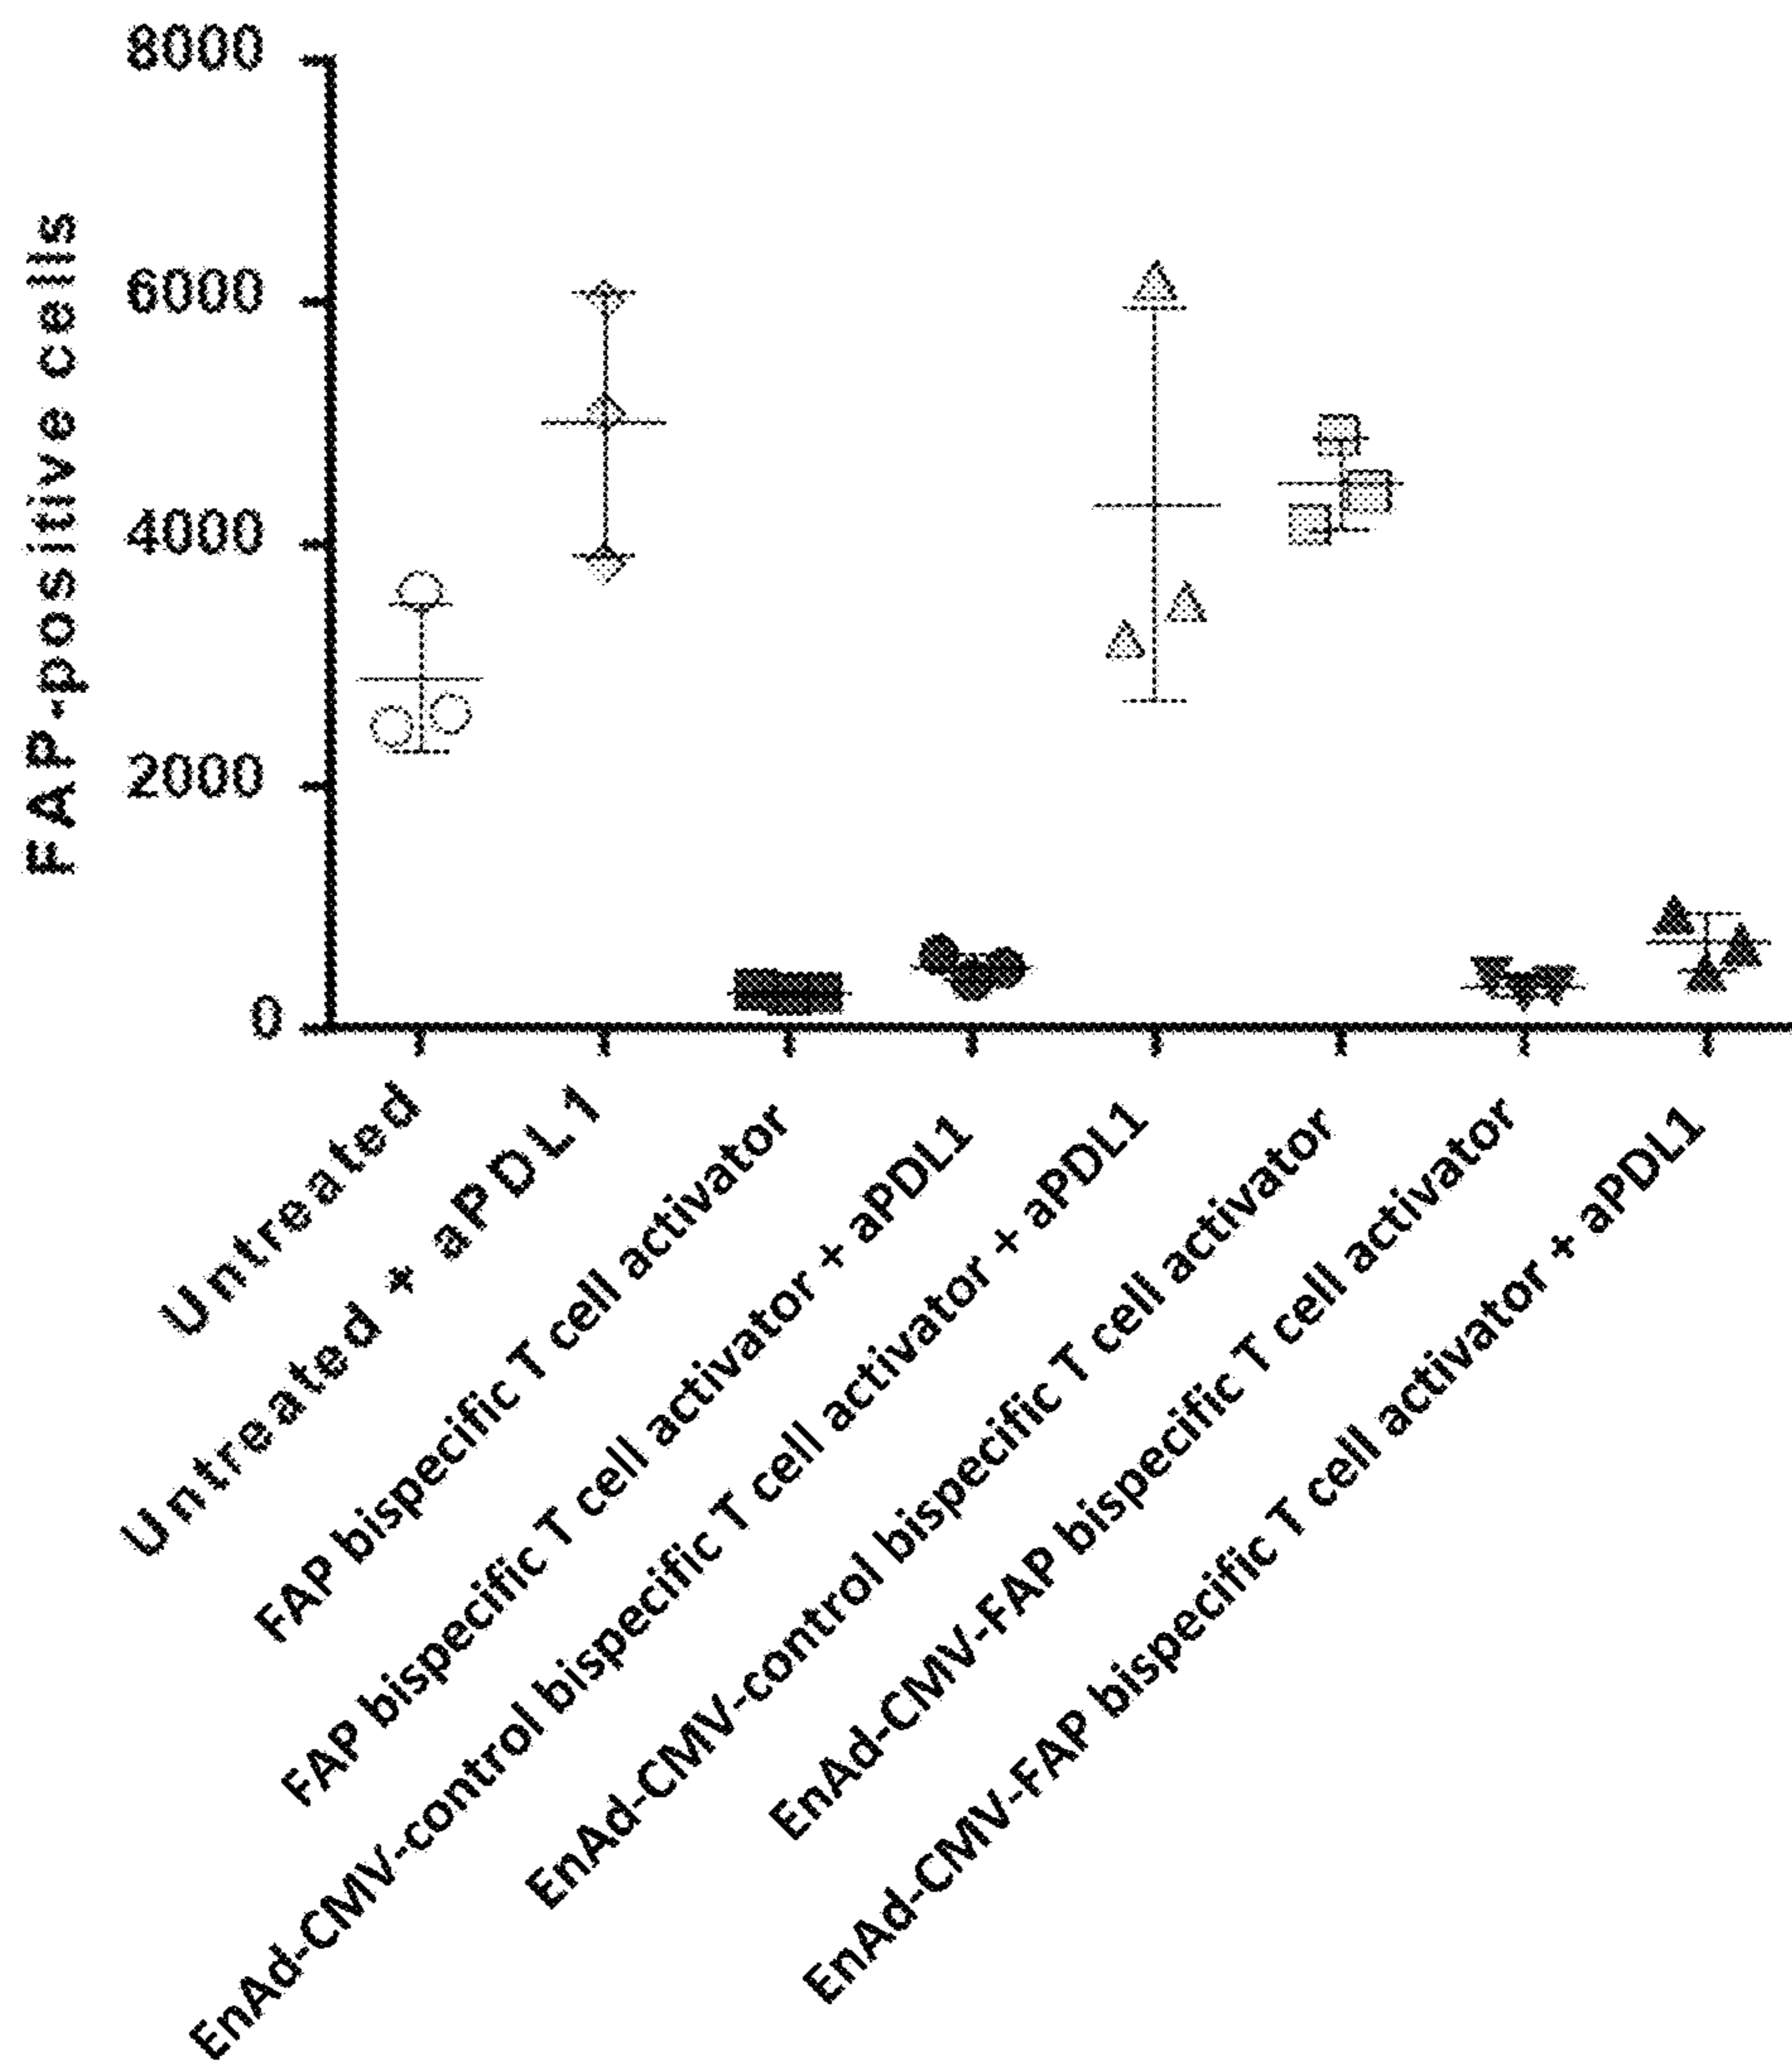 8000
6000
4000
2000
0
FAP-positive cells
Untreated
Untreated + aPDL1
FAP bispecific T cell activator
FAP bispecific T cell activator + aPDL1
EnAd-CMV-control bispecific T cell activator + aPDL1
EnAd-CMV-control bispecific T cell activator
EnAd-CMV-FAP bispecific T cell activator
EnAd-CMV-FAP bispecific T cell activator + aPDL1